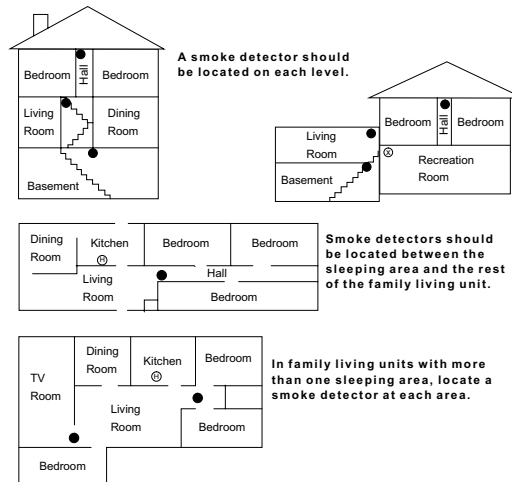 A smoke detector should
be located on each level.
Bedroom
Hall
Bedroom
Living
Room
Dining
Room
Basement
Bedroom
Hall
Bedroom
Living
Room
X
Recreation
Room
Basement
Dining
Room
Kitchen
H
Bedroom
Bedroom
Living
Room
Hall
Bedroom
Smoke detectors should
be located between the
sleeping area and the rest
of the family living unit.
TV
Room
Dining
Room
Kitchen
H
Bedroom
Living
Room
Bedroom
Bedroom
In family living units with more
than one sleeping area, locate a
smoke detector at each area.